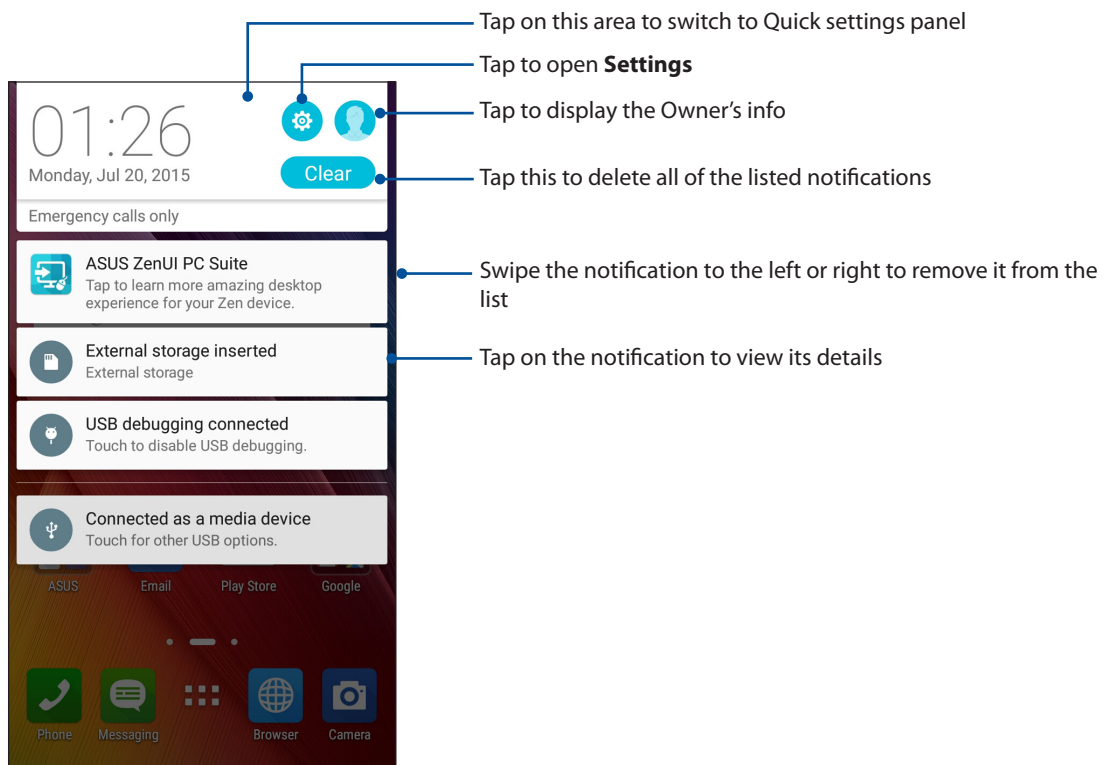 Tap on this area to switch to Quick settings panel
Tap to open Settings
Tap to display the Owner's info
Tap this to delete all of the listed notifications
Swipe the notification to the left or right to remove it from the
list
Tap on the notification to view its details
01:26
Monday, Jul 20, 2015
Clear
Emergency calls only
ASUS ZenUI PC Suite
Tap to learn more amazing desktop
experience for your Zen device.
External storage inserted
External storage
USB debugging connected
Touch to disable USB debugging.
Connected as a media device
Touch for other USB options.
ASUS Email Play Store Google
Phone Messaging Browser Camera